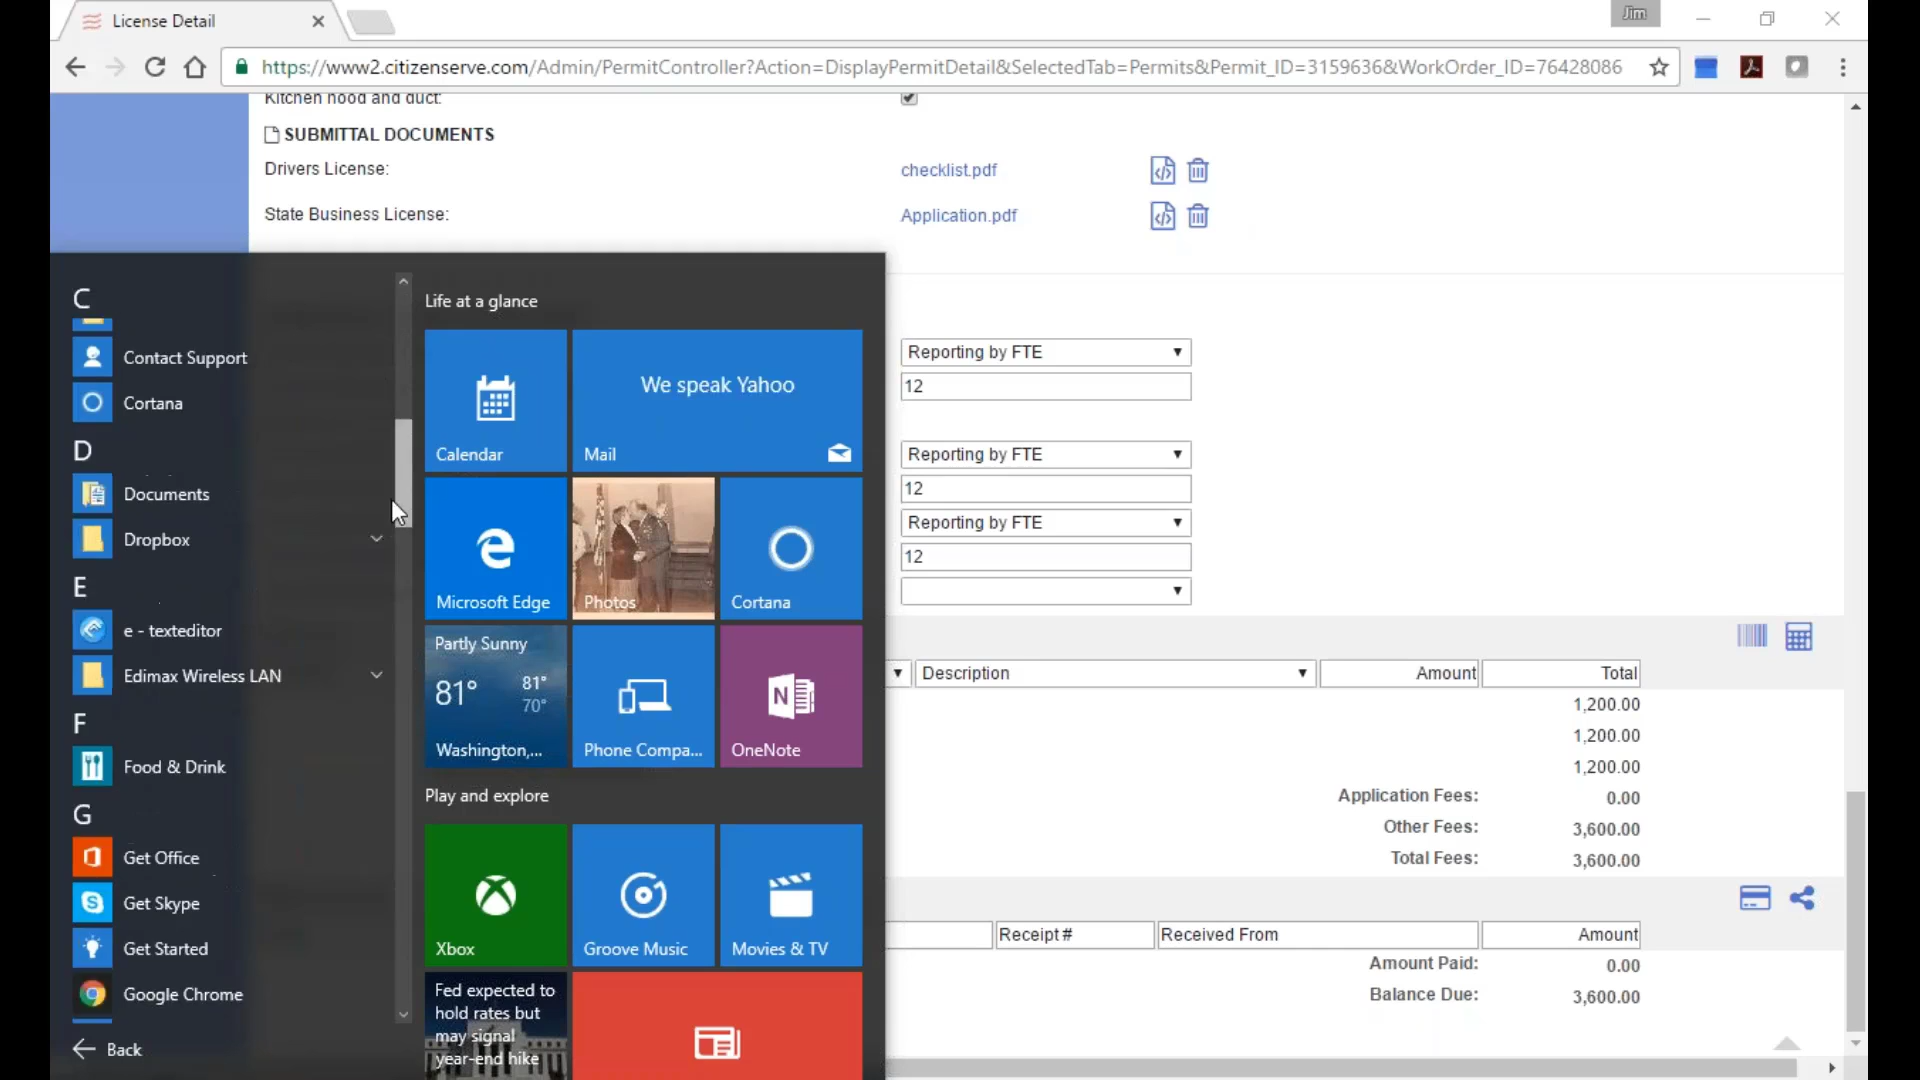 License Detail
Jim
https://www2.citizenserve.com/Admin/PermitController?Action=DisplayPermitDetail&SelectedTab=Permits&Permit_ID=3159636&WorkOrder_ID=76428086
Kitchen hood and duct:
SUBMITTAL DOCUMENTS
Drivers License:
checklist.pdf
State Business License:
Application.pdf
C
Contact Support
Cortana
D
Documents
Dropbox
E
e - texteditor
Edimax Wireless LAN
F
Food & Drink
G
Get Office
Get Skype
Get Started
Google Chrome
Back
Life at a glance
Calendar
We speak Yahoo
Mail
Microsoft Edge
Photos
Cortana
Partly Sunny
81°
81°
70°
Washington,...
Phone Compa...
OneNote
Play and explore
Xbox
Groove Music
Movies & TV
Fed expected to
hold rates but
may signal
year-end hike
Reporting by FTE
12
Reporting by FTE
12
Reporting by FTE
12
Description
Amount
Total
1,200.00
1,200.00
1,200.00
Application Fees: 0.00
Other Fees: 3,600.00
Total Fees: 3,600.00
Receipt #
Received From
Amount
Amount Paid: 0.00
Balance Due: 3,600.00